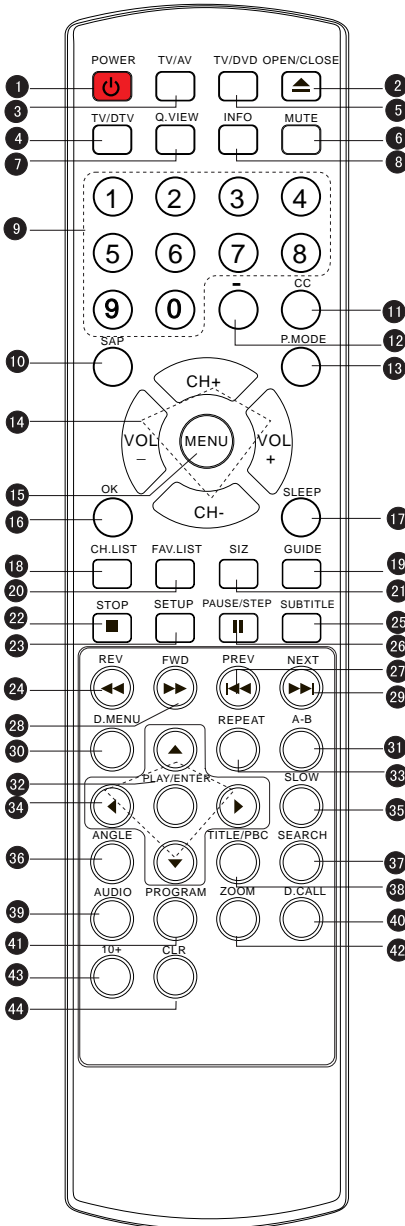 POWER TV/AV TV/DVD OPEN/CLOSE
1 2
3 5
TV/DTV Q.VIEW INFO MUTE
4 6
7 8
1 2 3 4
9
5 6 7 8
9 0 - CC
11
12
SAP P.MODE
10 13
CH+
14
VOL - MENU VOL +
15
OK CH- SLEEP
16 17
CH.LIST FAV.LIST SIZ GUIDE
18 19
20 21
STOP SETUP PAUSE/STEP SUBTITLE
22 25
23 26
REV FWD PREV NEXT
27
24 29
28
D.MENU REPEAT A-B
30 31
32 33
PLAY/ENTER SLOW
34 35
ANGLE TITLE/PBC SEARCH
36 37
38
AUDIO PROGRAM ZOOM D.CALL
39 40
41 42
10+ CLR
43
44